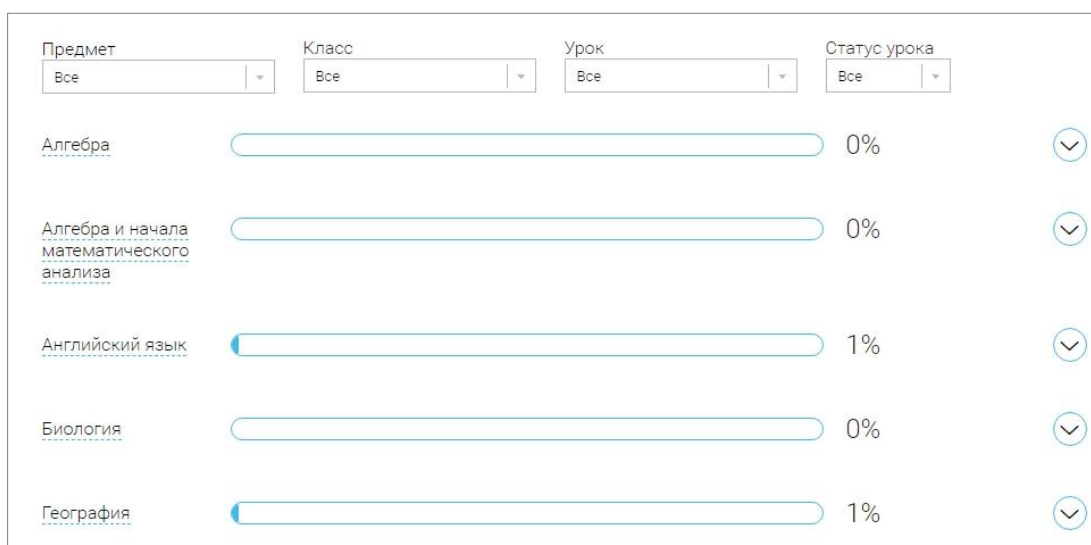 Предмет Класс Урок Статус урока
Все Все Все Все
Алгебра 0%
Алгебра и начала 0%
математического
анализа
Английский язык 1%
Биология 0%
География 1%